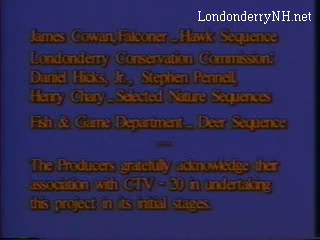 LondonderryNH.net
James Cowan, Falconer _ Hawk Sequence
Londonderry Conservation Commission:
Daniel Hicks, Jr., Stephen Pennell,
Henry Chary _ Selected Nature Sequences
Fish & Game Department _ Deer Sequence
The Producers gratefully acknowledge their
association with CTV - 20 in undertaking
this project in its initial stages.